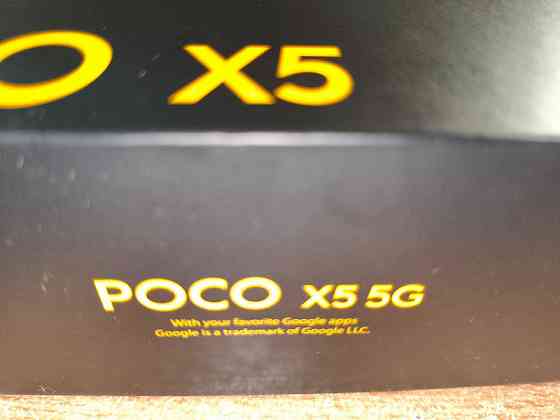 O X5
POCO X5 5G
With your favorite Google apps
Google is a trademark of Google LLC.